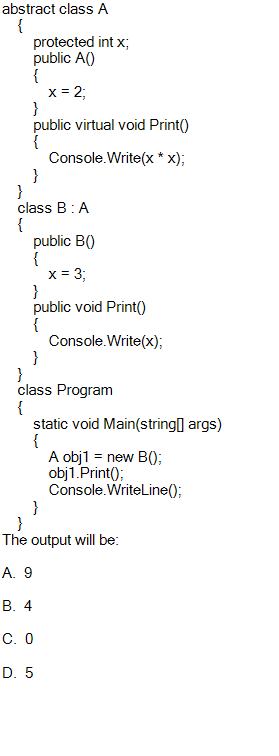 abstract class A
{
protected int x;
public A()
{
x = 2;
}
public virtual void Print()
{
Console.Write(x * x);
}
}
class B : A
{
public B()
{
x = 3;
}
public void Print()
{
Console.Write(x);
}
}
class Program
{
static void Main(string[] args)
{
A obj1 = new B();
obj1.Print();
Console.WriteLine();
}
}
The output will be:
A. 9
B. 4
C. 0
D. 5